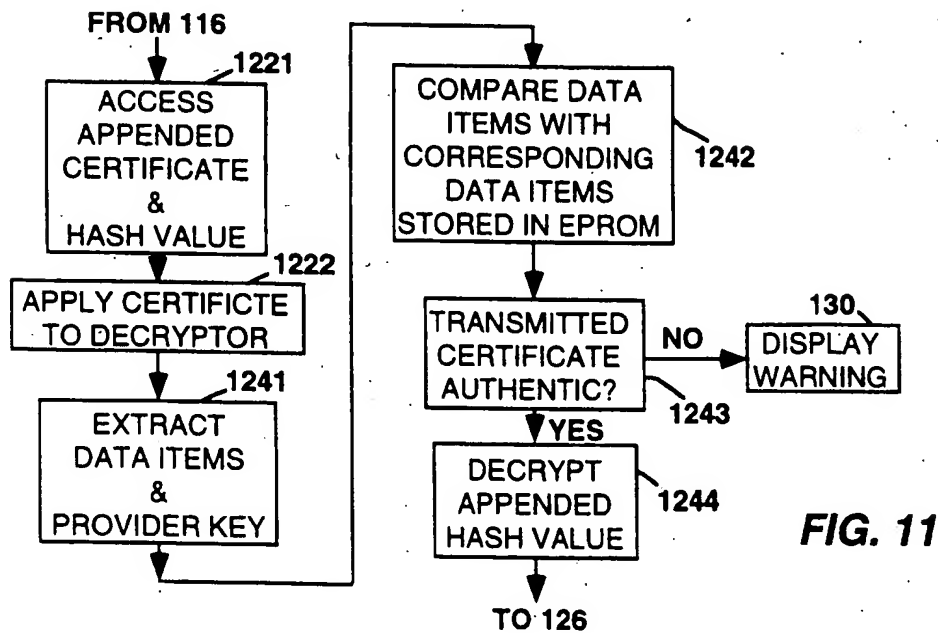 FROM 116
1221
ACCESS
APPENDED
CERTIFICATE
&
HASH VALUE
1222
APPLY CERTIFICTE
TO DECRYPTOR
1241
EXTRACT
DATA ITEMS
&
PROVIDER KEY
COMPARE DATA
ITEMS WITH
CORRESPONDING
DATA ITEMS
STORED IN EPROM
1242
TRANSMITTED
CERTIFICATE
AUTHENTIC?
1243
NO
130
DISPLAY
WARNING
YES
DECRYPT
APPENDED
HASH VALUE
1244
TO 126
FIG. 11